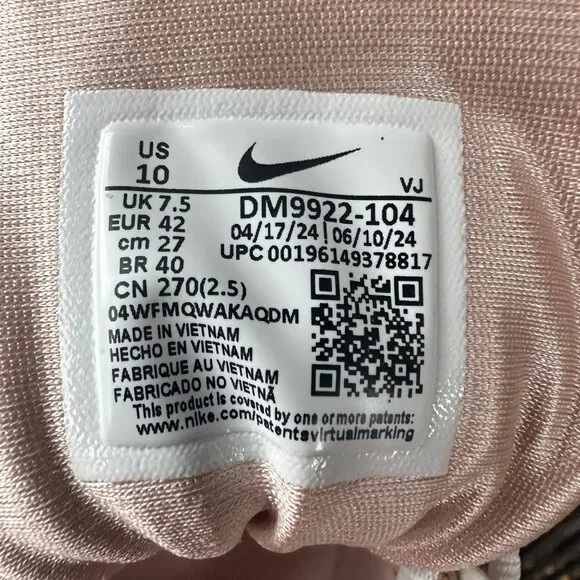 US
10
VJ
UK 7.5
EUR 42
cm 27
BR 40
CN 270(2.5)
DM9922-104
04/17/24 | 06/10/24
UPC 00196149378817
04WFMQWAKAQDM
MADE IN VIETNAM
HECHO EN VIETNAM
FABRIQUE AU VIETNAM
FABRICADO NO VIETNÃ
This product is covered by one or more patents:
www.nike.com/patentsvirtualmarking